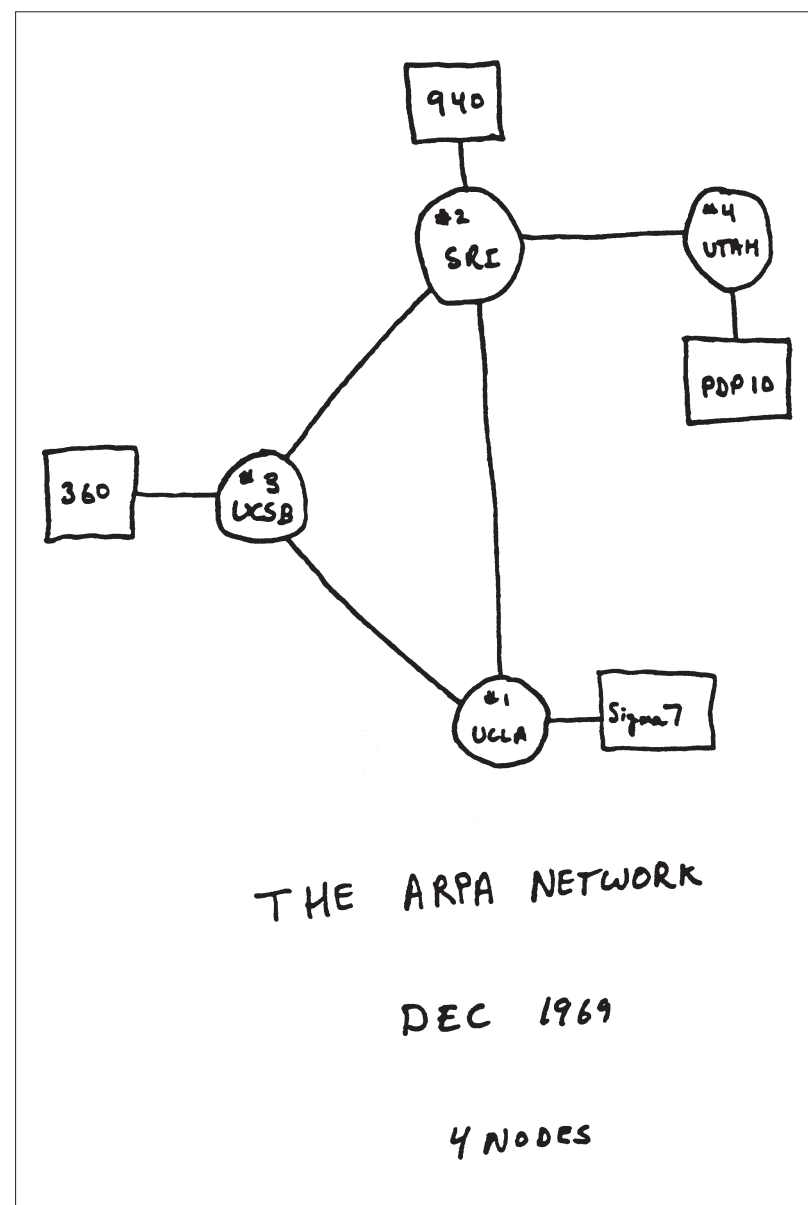 940
#2
SRI
#4
UTAH
PDP 10
360
#3
UCSB
#1
UCLA
Sigma 7
THE ARPA NETWORK
DEC 1969
4 NODES